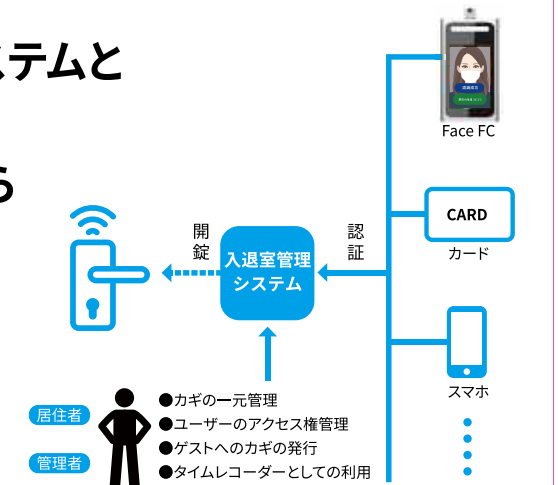 ステムと
ら
Face FC
CARD
カード
開錠
入退室管理
システム
認証
スマホ
居住者
管理者
●カギの一元管理
●ユーザーのアクセス権管理
●ゲストへのカギの発行
●タイムレコーダーとしての利用